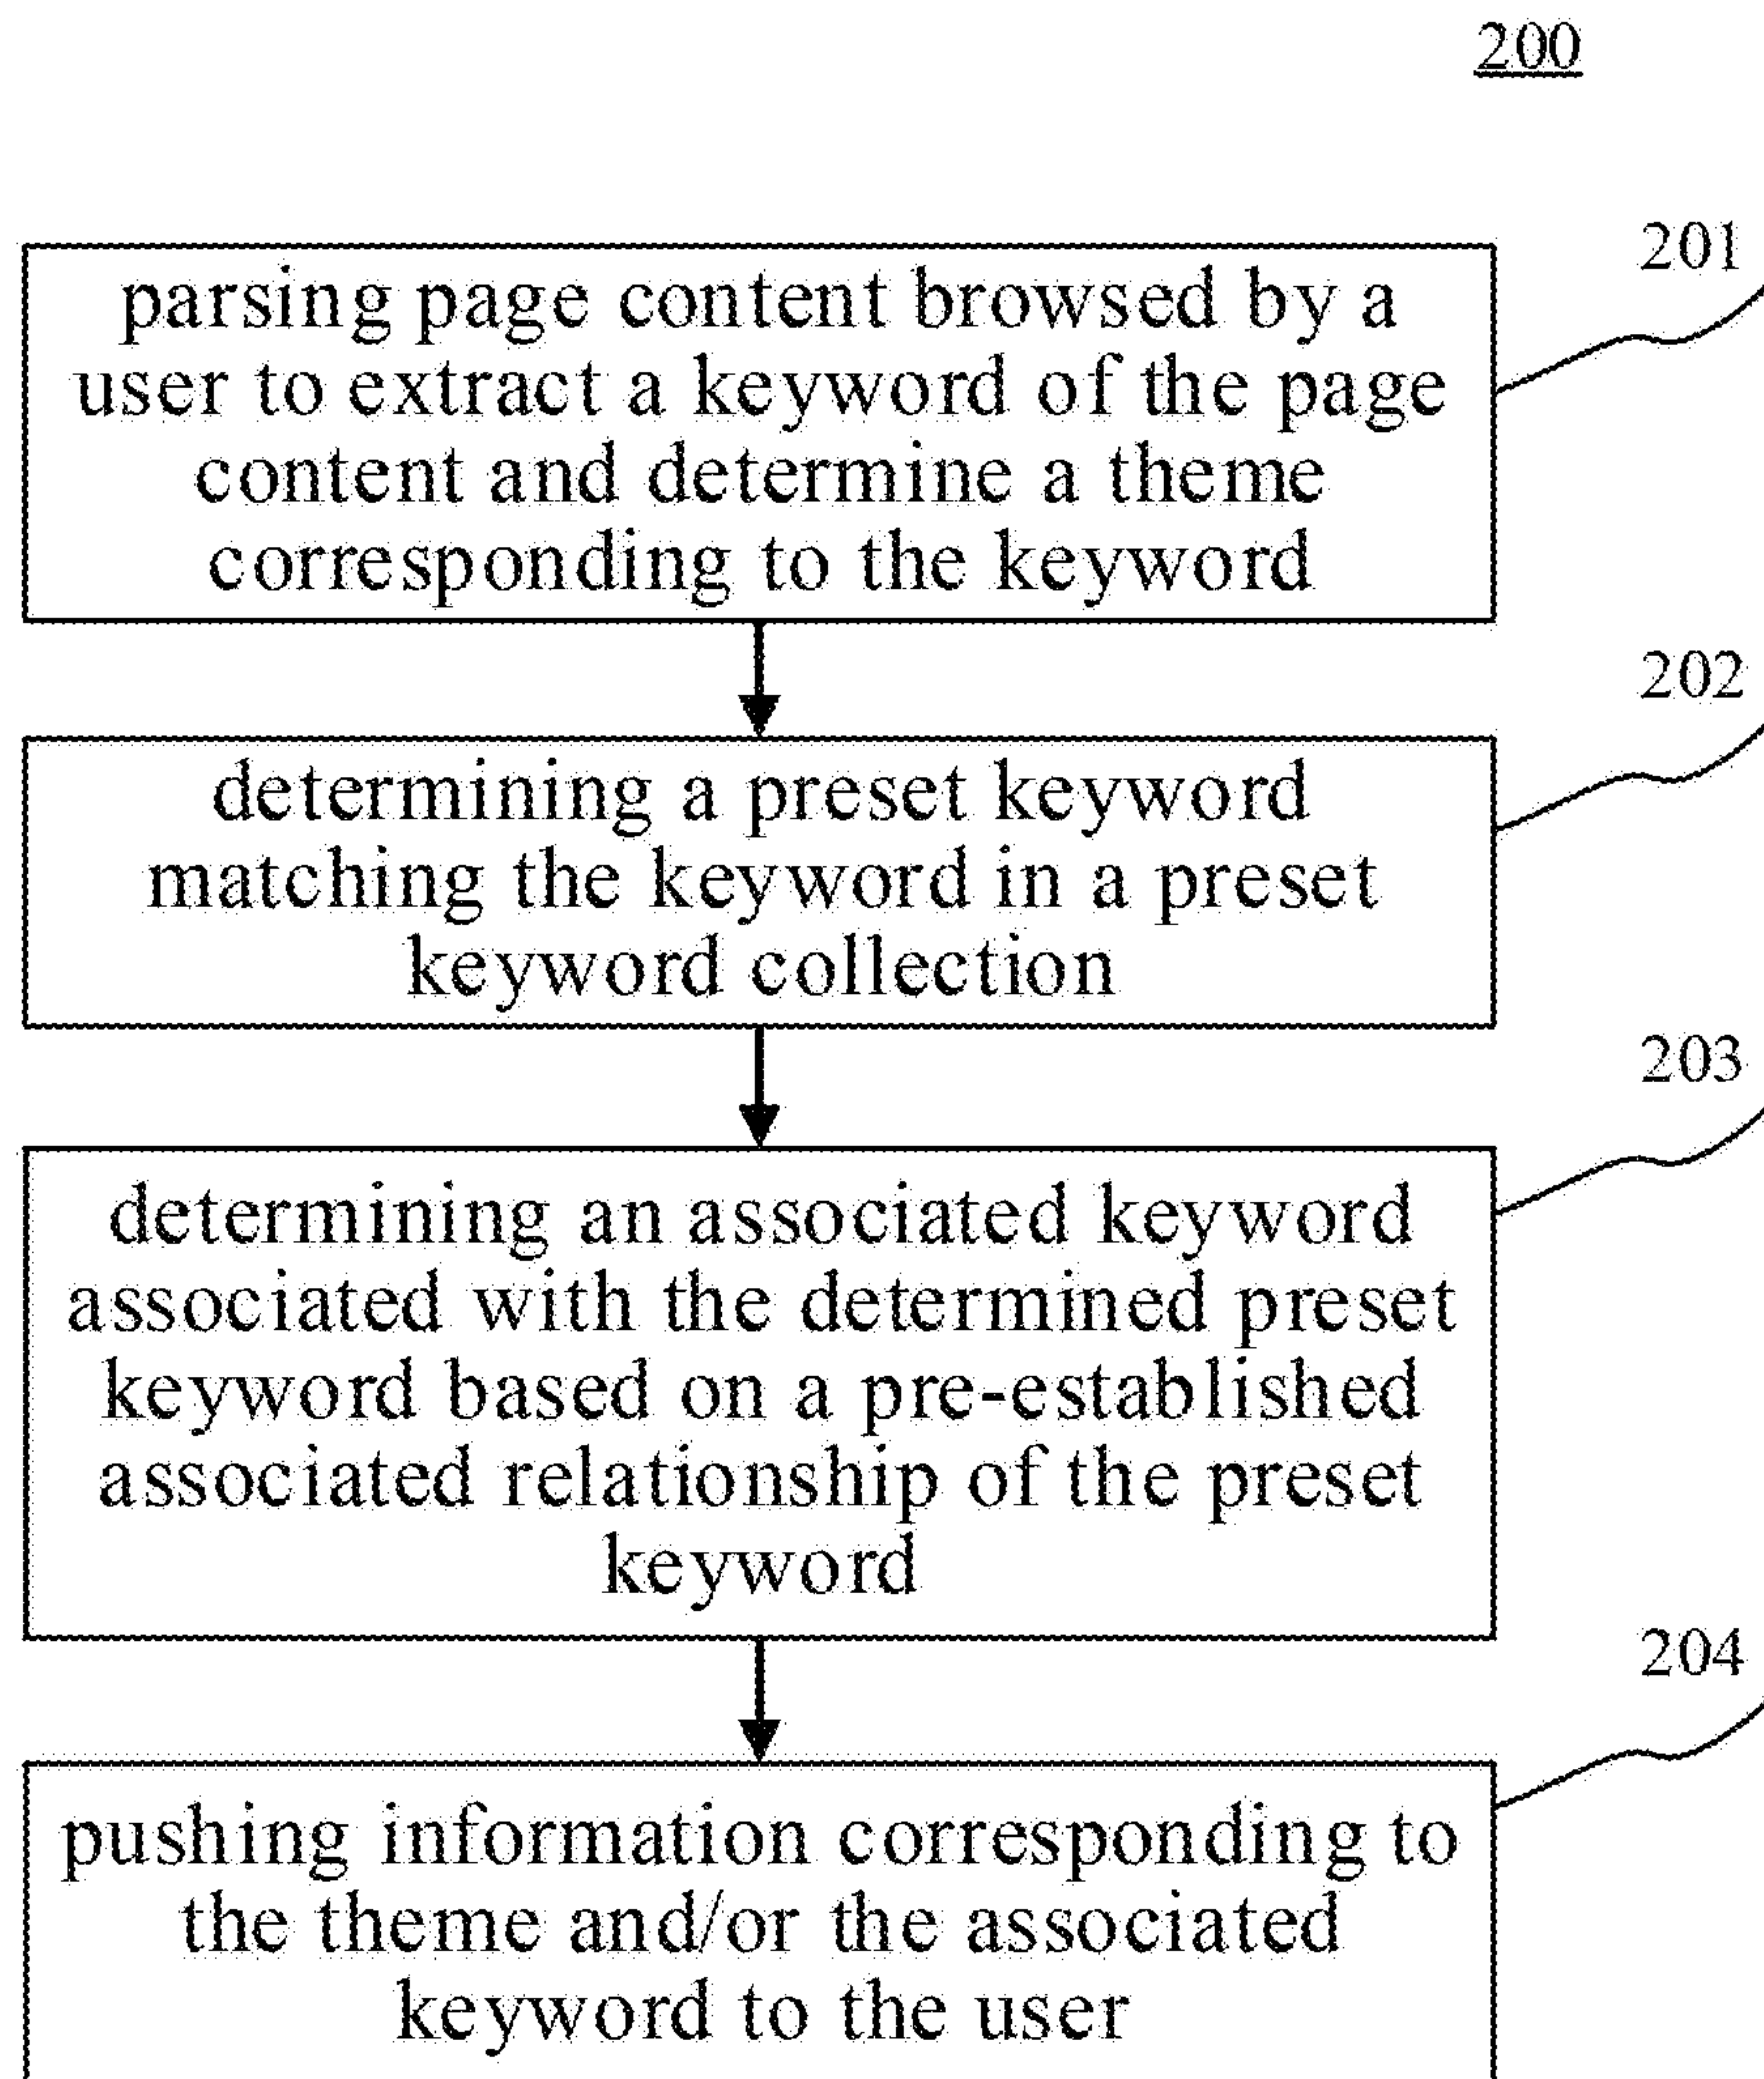 200
201
parsing page content browsed by a
user to extract a keyword of the page
content and determine a theme
corresponding to the keyword
202
determining a preset keyword
matching the keyword in a preset
keyword collection
203
determining an associated keyword
associated with the determined preset
keyword based on a pre-established
associated relationship of the preset
keyword
204
pushing information corresponding to
the theme and/or the associated
keyword to the user